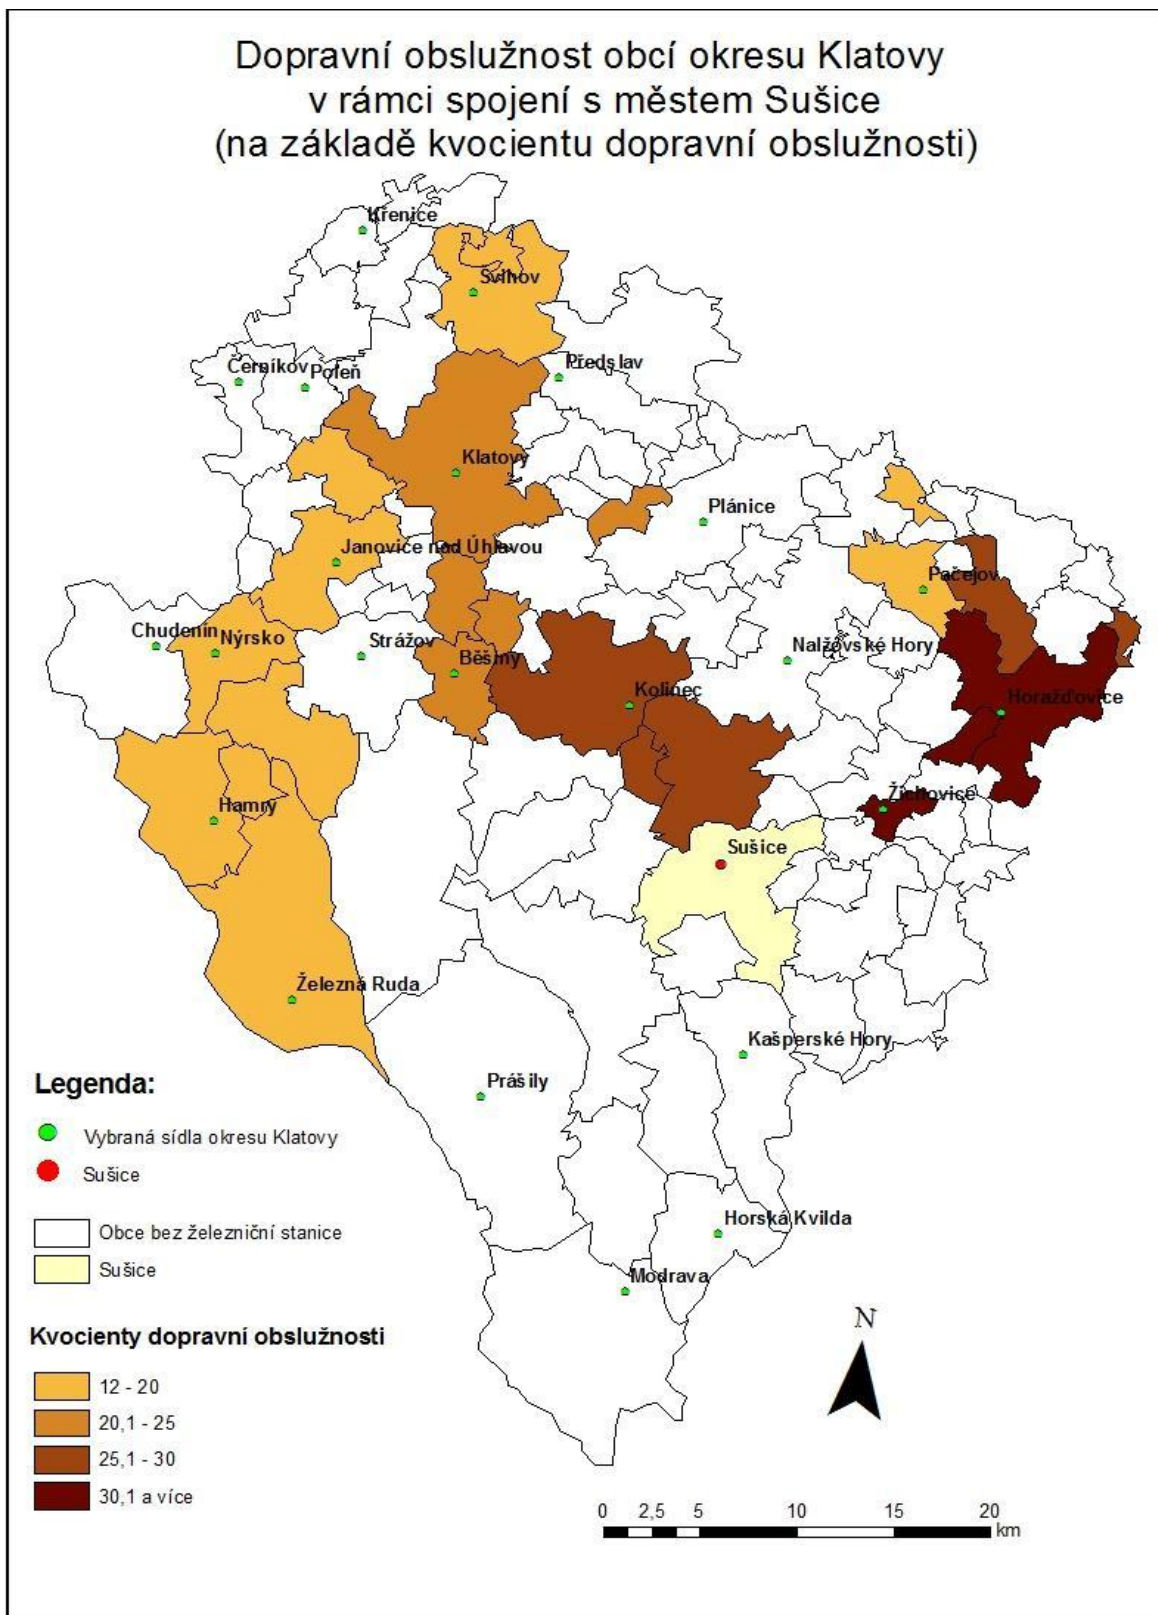 Dopravní obslužnost obcí okresu Klatovy
v rámci spojení s městem Sušice
(na základě kvocientu dopravní obslužnosti)
Křenice
Švihov
Černíkov
Poleň
Předslav
Klatovy
Plánice
Janovice nad Úhlavou
Pačejov
Chudenín
Nýrsko
Strážov
Běšiny
Nalžovské Hory
Kolinec
Horažďovice
Hamry
Žichovice
Sušice
Železná Ruda
Kašperské Hory
Prášily
Horská Kvilda
Modrava
Legenda:
Vybraná sídla okresu Klatovy
Sušice
Obce bez železniční stanice
Sušice
Kvocienty dopravní obslužnosti
12 - 20
20,1 - 25
25,1 - 30
30,1 a více
N
0 2,5 5 10 15 20
km